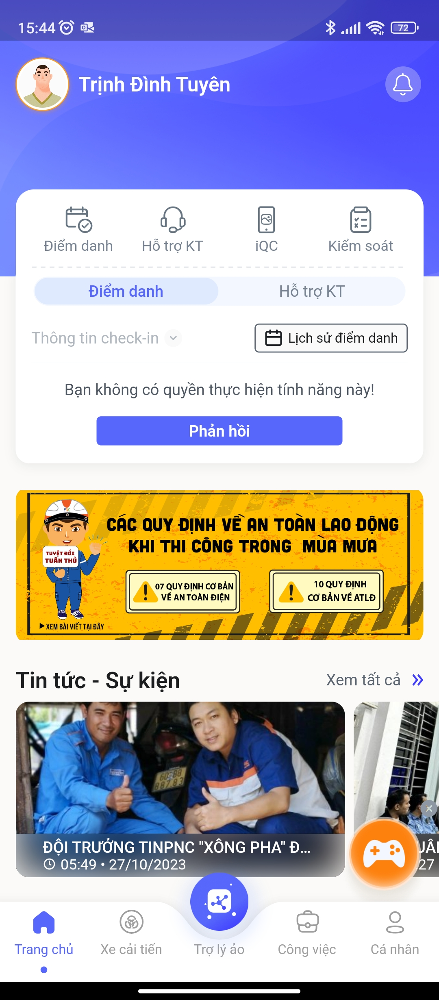 15:44
72
Trịnh Đình Tuyên
Điểm danh
Hỗ trợ KT
iQC
Kiểm soát
Điểm danh
Hỗ trợ KT
Thông tin check-in
Lịch sử điểm danh
Bạn không có quyền thực hiện tính năng này!
Phản hồi
PNC
CÁC QUY ĐỊNH VỀ AN TOÀN LAO ĐỘNG
KHI THI CÔNG TRONG MÙA MƯA
TUYỆT ĐỐI
TUÂN THỦ
07 QUY ĐỊNH CƠ BẢN
VỀ AN TOÀN ĐIỆN
10 QUY ĐỊNH
CƠ BẢN VỀ ATLĐ
XEM BÀI VIẾT TẠI ĐÂY
Tin tức - Sự kiện
Xem tất cả
ĐỘI TRƯỞNG TINPNC "XÔNG PHA" Đ...
05:49 • 27/10/2023
:27
Trang chủ
Xe cải tiến
Trợ lý ảo
Công việc
Cá nhân